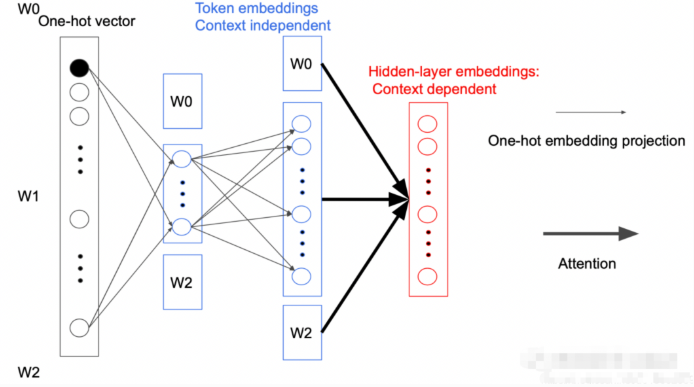 W0
One-hot vector
Token embeddings
Context independent
W0
W0
Hidden-layer embeddings:
Context dependent
One-hot embedding projection
W1
Attention
W2
W2
W2